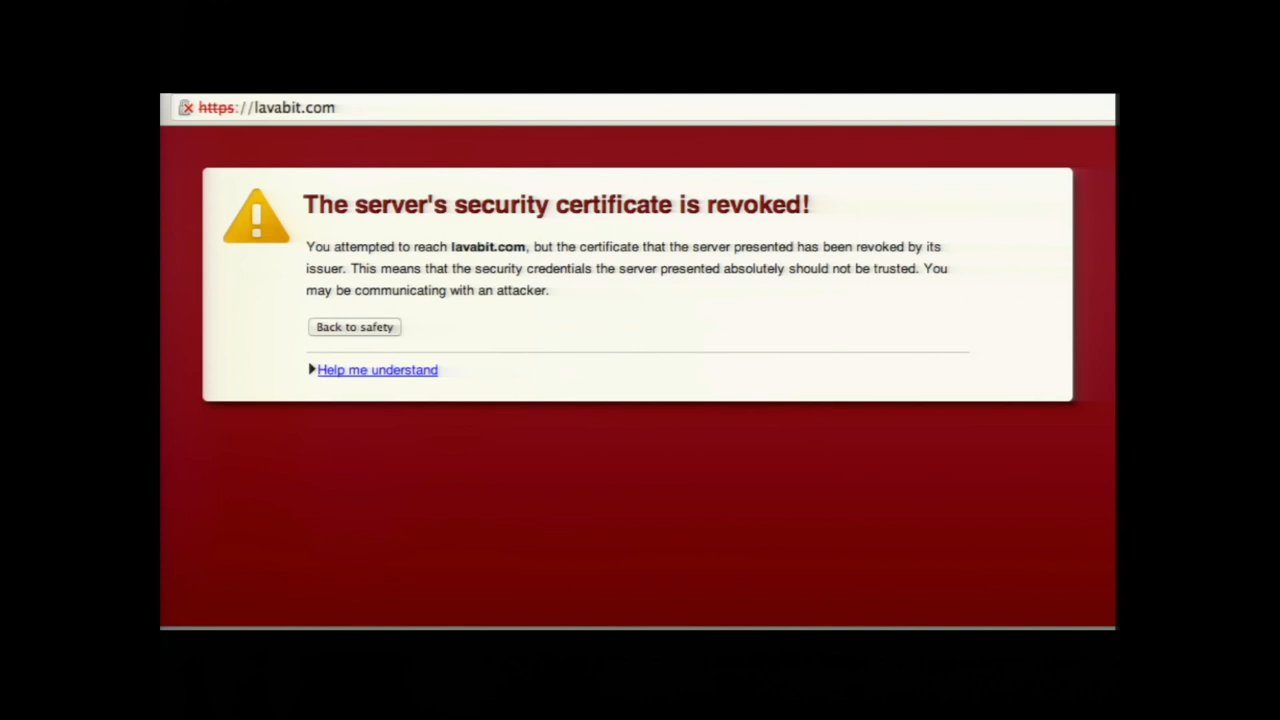 https://lavabit.com
The server's security certificate is revoked!
You attempted to reach lavabit.com, but the certificate that the server presented has been revoked by its
issuer. This means that the security credentials the server presented absolutely should not be trusted. You
may be communicating with an attacker.
Back to safety
Help me understand